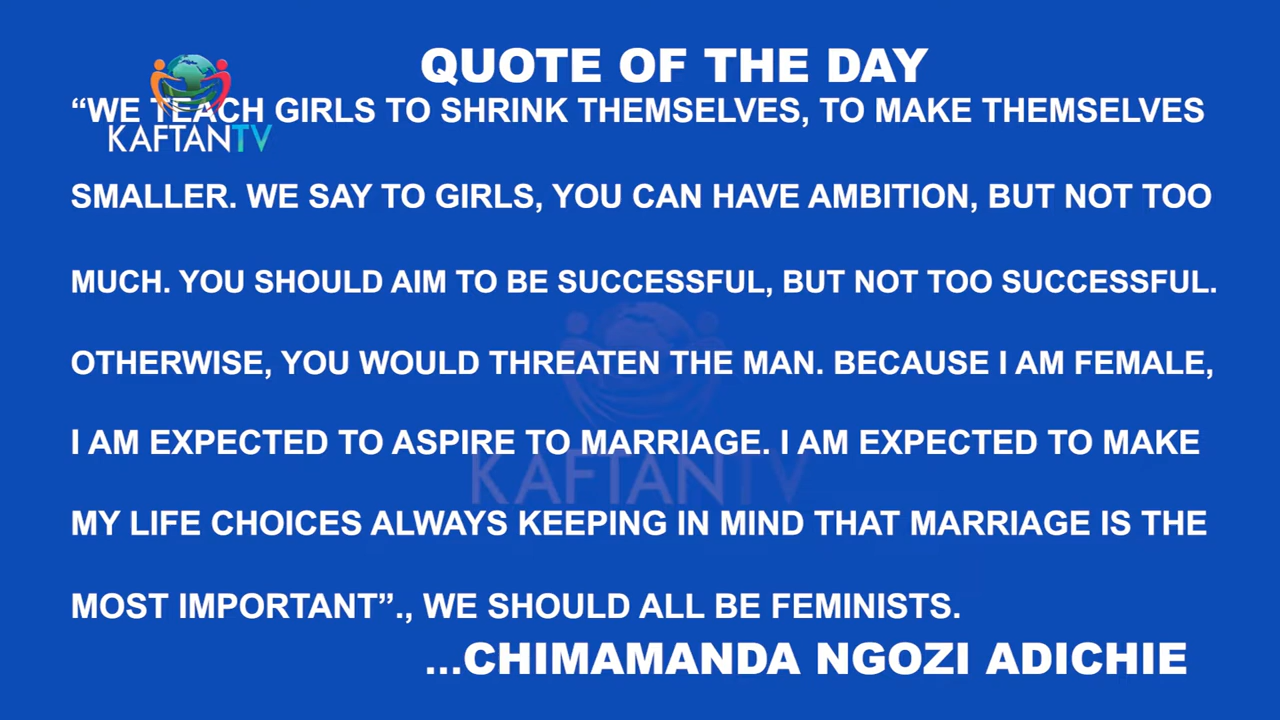 QUOTE OF THE DAY
“WE TEACH GIRLS TO SHRINK THEMSELVES, TO MAKE THEMSELVES
KAFTANTV
SMALLER. WE SAY TO GIRLS, YOU CAN HAVE AMBITION, BUT NOT TOO
MUCH. YOU SHOULD AIM TO BE SUCCESSFUL, BUT NOT TOO SUCCESSFUL.
OTHERWISE, YOU WOULD THREATEN THE MAN. BECAUSE I AM FEMALE,
I AM EXPECTED TO ASPIRE TO MARRIAGE. I AM EXPECTED TO MAKE
KAFTANTV
MY LIFE CHOICES ALWAYS KEEPING IN MIND THAT MARRIAGE IS THE
MOST IMPORTANT”., WE SHOULD ALL BE FEMINISTS.
...CHIMAMANDA NGOZI ADICHIE